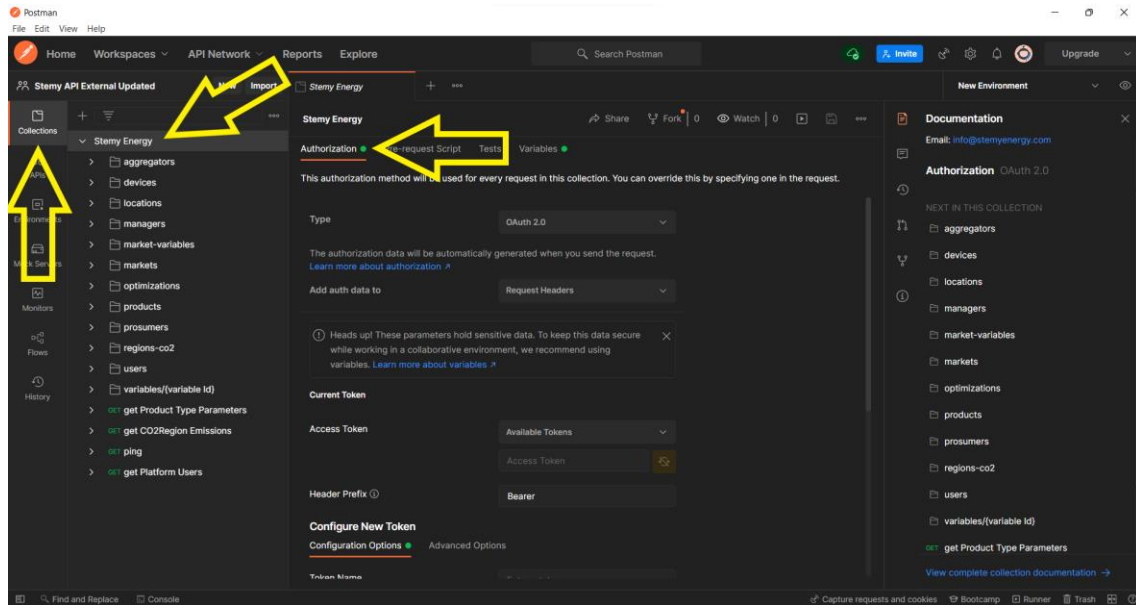 Postman
File Edit View Help
Home Workspaces API Network Reports Explore Search Postman Invite Upgrade
Stemy API External Updated New Import Stemy Energy New Environment
Collections
APIs
Environments
Mock Servers
Monitors
Flows
History
Stemy Energy
aggregators
devices
locations
managers
market-variables
markets
optimizations
products
prosumers
regions-co2
users
variables/{variable Id}
GET get Product Type Parameters
GET get CO2Region Emissions
GET ping
GET get Platform Users
Stemy Energy Share Fork 0 Watch 0
Authorization re-request Script Tests Variables
This authorization method will be used for every request in this collection. You can override this by specifying one in the request.
Type OAuth 2.0
The authorization data will be automatically generated when you send the request.
Learn more about authorization
Add auth data to Request Headers
Heads up! These parameters hold sensitive data. To keep this data secure
while working in a collaborative environment, we recommend using
variables. Learn more about variables
Current Token
Access Token Available Tokens
Access Token
Header Prefix Bearer
Configure New Token
Configuration Options Advanced Options
Token Name
Documentation
Email: info@stemyenergy.com
Authorization OAuth 2.0
NEXT IN THIS COLLECTION
aggregators
devices
locations
managers
market-variables
markets
optimizations
products
prosumers
regions-co2
users
variables/{variable Id}
GET get Product Type Parameters
View complete collection documentation
Find and Replace Console Capture requests and cookies Bootcamp Runner Trash